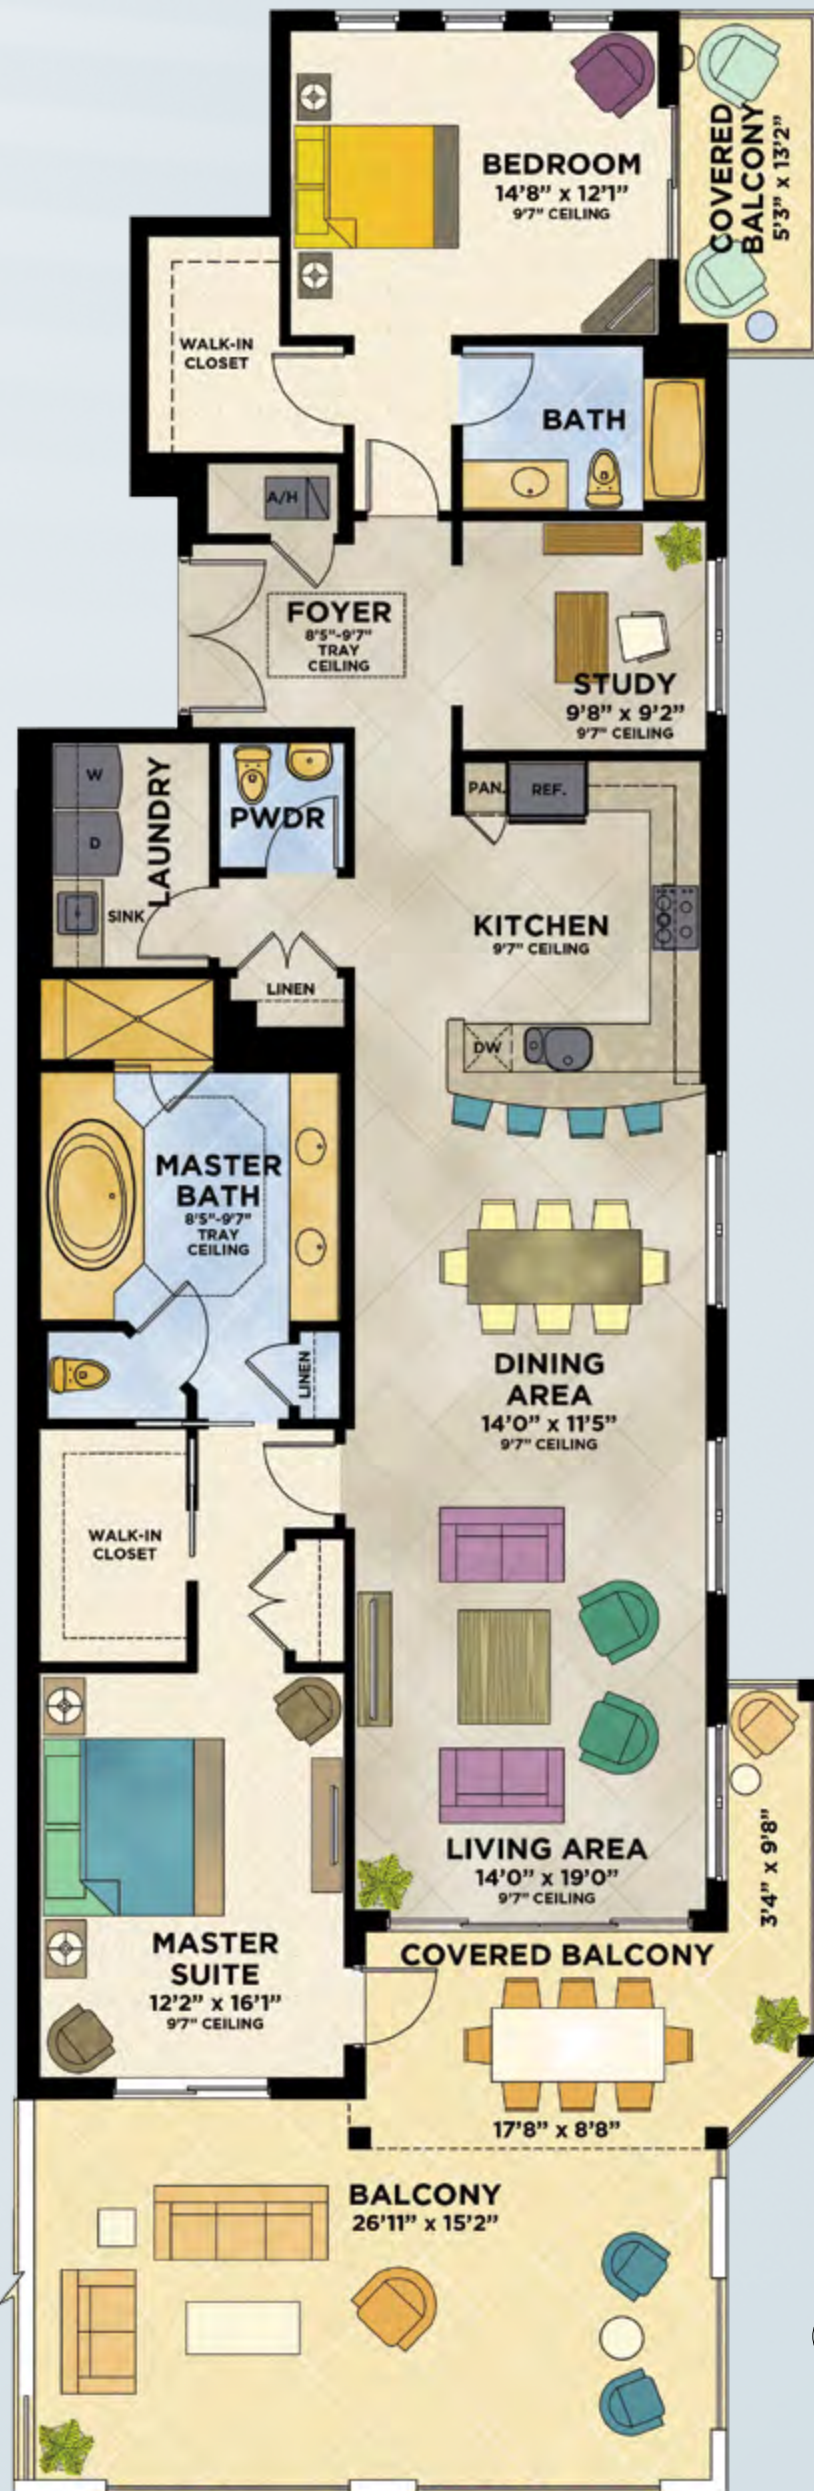 BEDROOM
14'8" x 12'1"
9'7" CEILING
COVERED
BALCONY
5'3" x 13'2"
WALK-IN
CLOSET
BATH
A/H
FOYER
8'5"-9'7"
TRAY
CEILING
STUDY
9'8" x 9'2"
9'7" CEILING
W
D
LAUNDRY
SINK
PWDR
PAN.
REF.
KITCHEN
9'7" CEILING
LINEN
DW
MASTER
BATH
8'5"-9'7"
TRAY
CEILING
LINEN
DINING
AREA
14'0" x 11'5"
9'7" CEILING
WALK-IN
CLOSET
LIVING AREA
14'0" x 19'0"
9'7" CEILING
3'4" x 9'8"
MASTER
SUITE
12'2" x 16'1"
9'7" CEILING
COVERED BALCONY
17'8" x 8'8"
BALCONY
26'11" x 15'2"